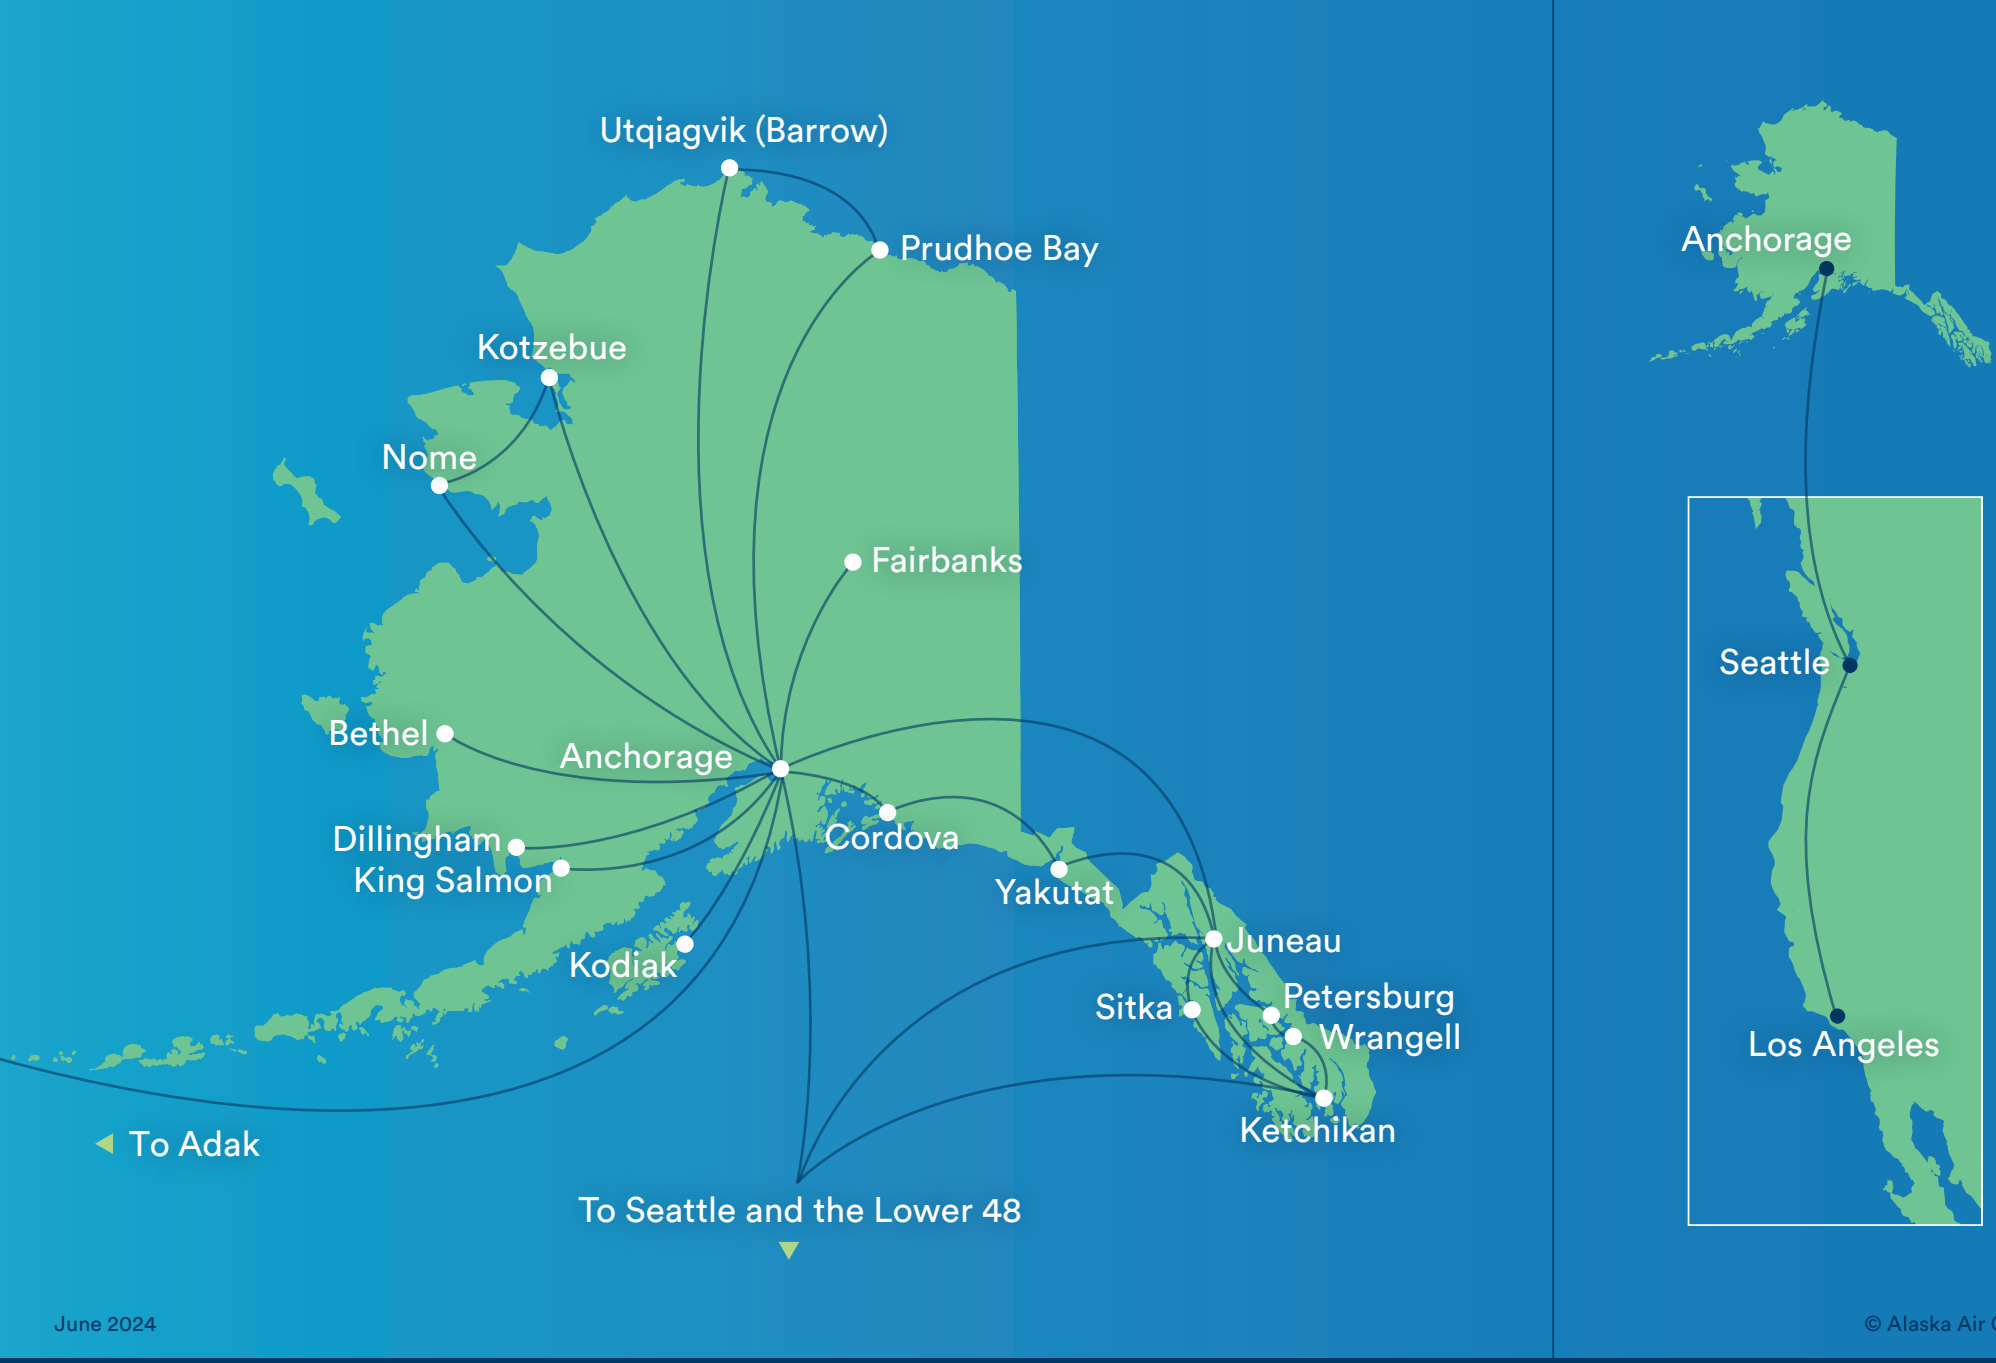 Utqiagvik (Barrow)
Prudhoe Bay
Kotzebue
Nome
Fairbanks
Bethel
Anchorage
Dillingham
King Salmon
Cordova
Yakutat
Kodiak
Juneau
Sitka
Petersburg
Wrangell
Ketchikan
To Adak
To Seattle and the Lower 48
June 2024
Anchorage
Seattle
Los Angeles
© Alaska Air